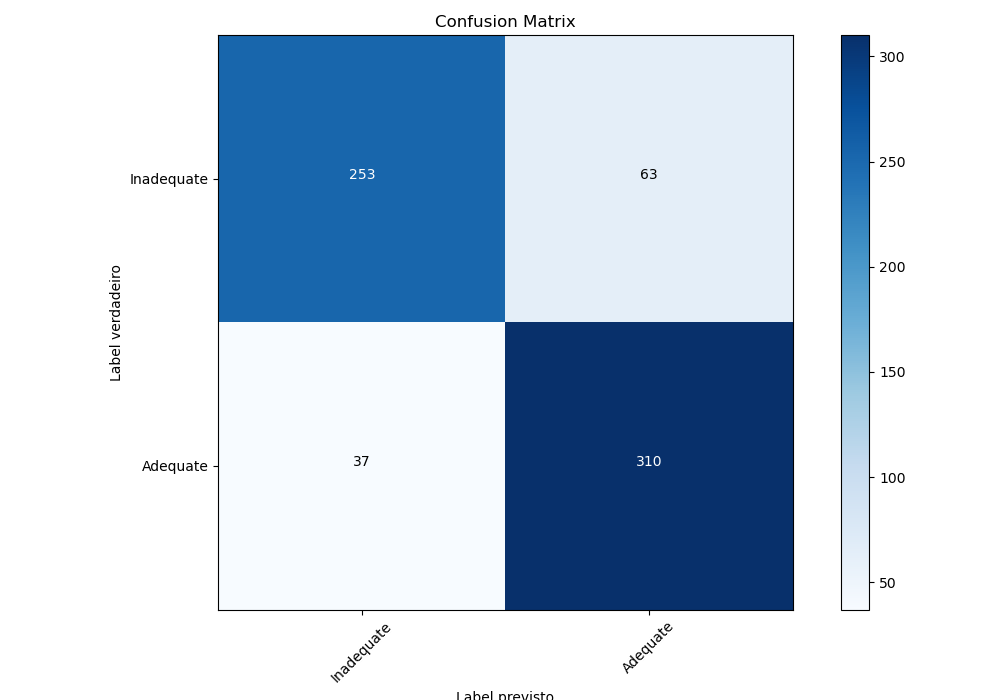 Confusion Matrix
Inadequate
Adequate
Label verdadeiro
253
63
37
310
Inadequate
Adequate
Label previsto
300
250
200
150
100
50